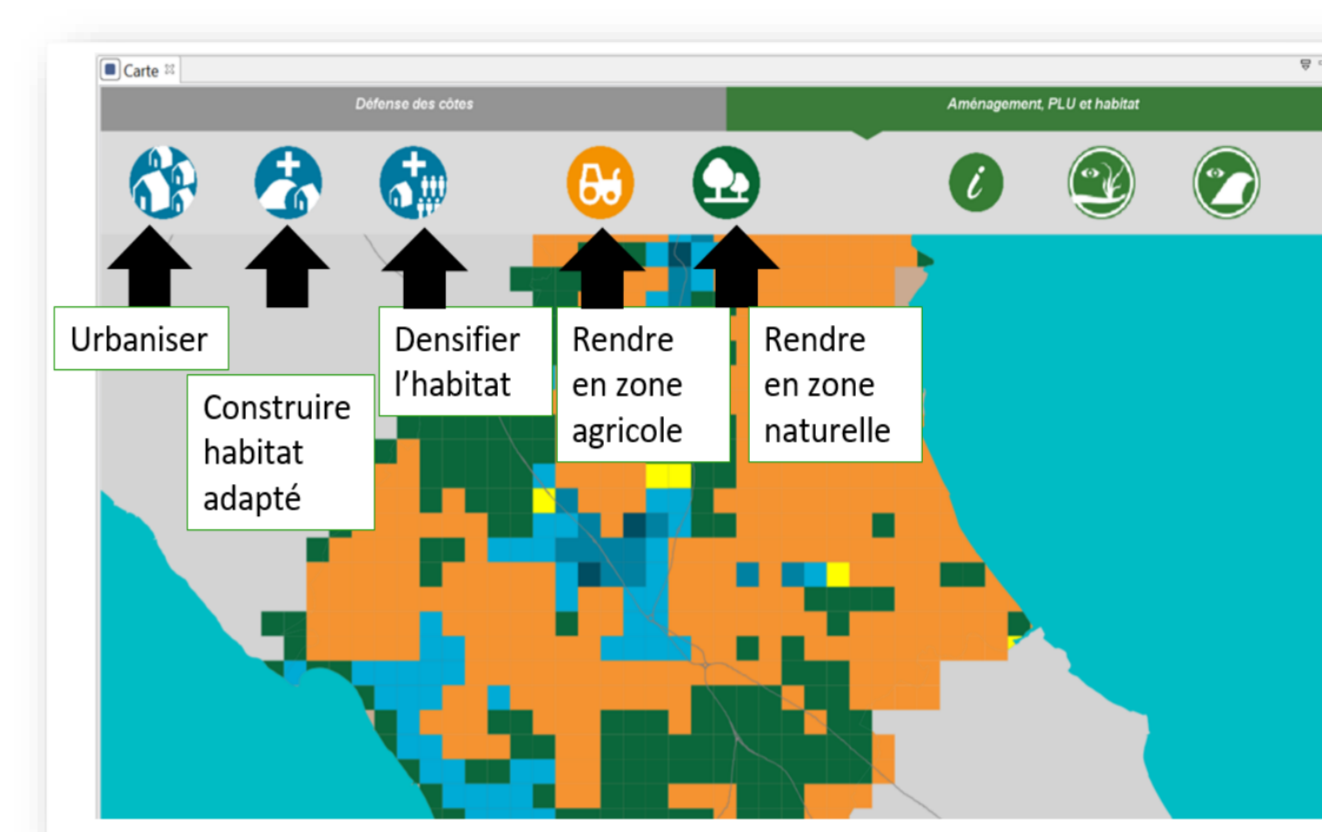 Carte
Défense des côtes
Aménagement, PLU et habitat
i
Urbaniser
Construire
habitat
adapté
Densifier
l'habitat
Rendre
en zone
agricole
Rendre
en zone
naturelle